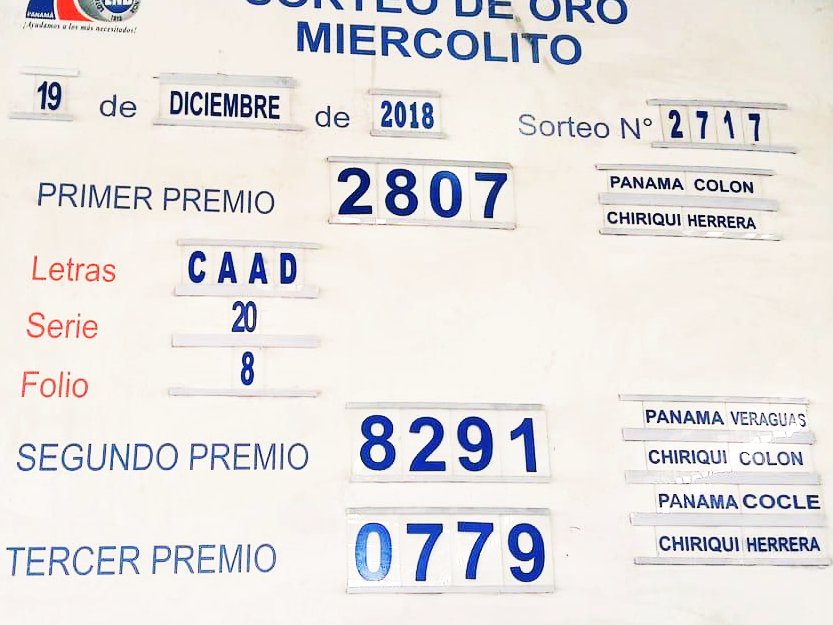 PANAMÁ
¡Ayudamos a los más necesitados!
SORTEO DE ORO
MIERCOLITO
19 de DICIEMBRE de 2018 Sorteo N° 2717
PRIMER PREMIO 2807 PANAMA COLON
CHIRIQUI HERRERA
Letras CAAD
Serie 20
Folio 8
SEGUNDO PREMIO 8291 PANAMA VERAGUAS
CHIRIQUI COLON
TERCER PREMIO 0779 PANAMA COCLE
CHIRIQUI HERRERA